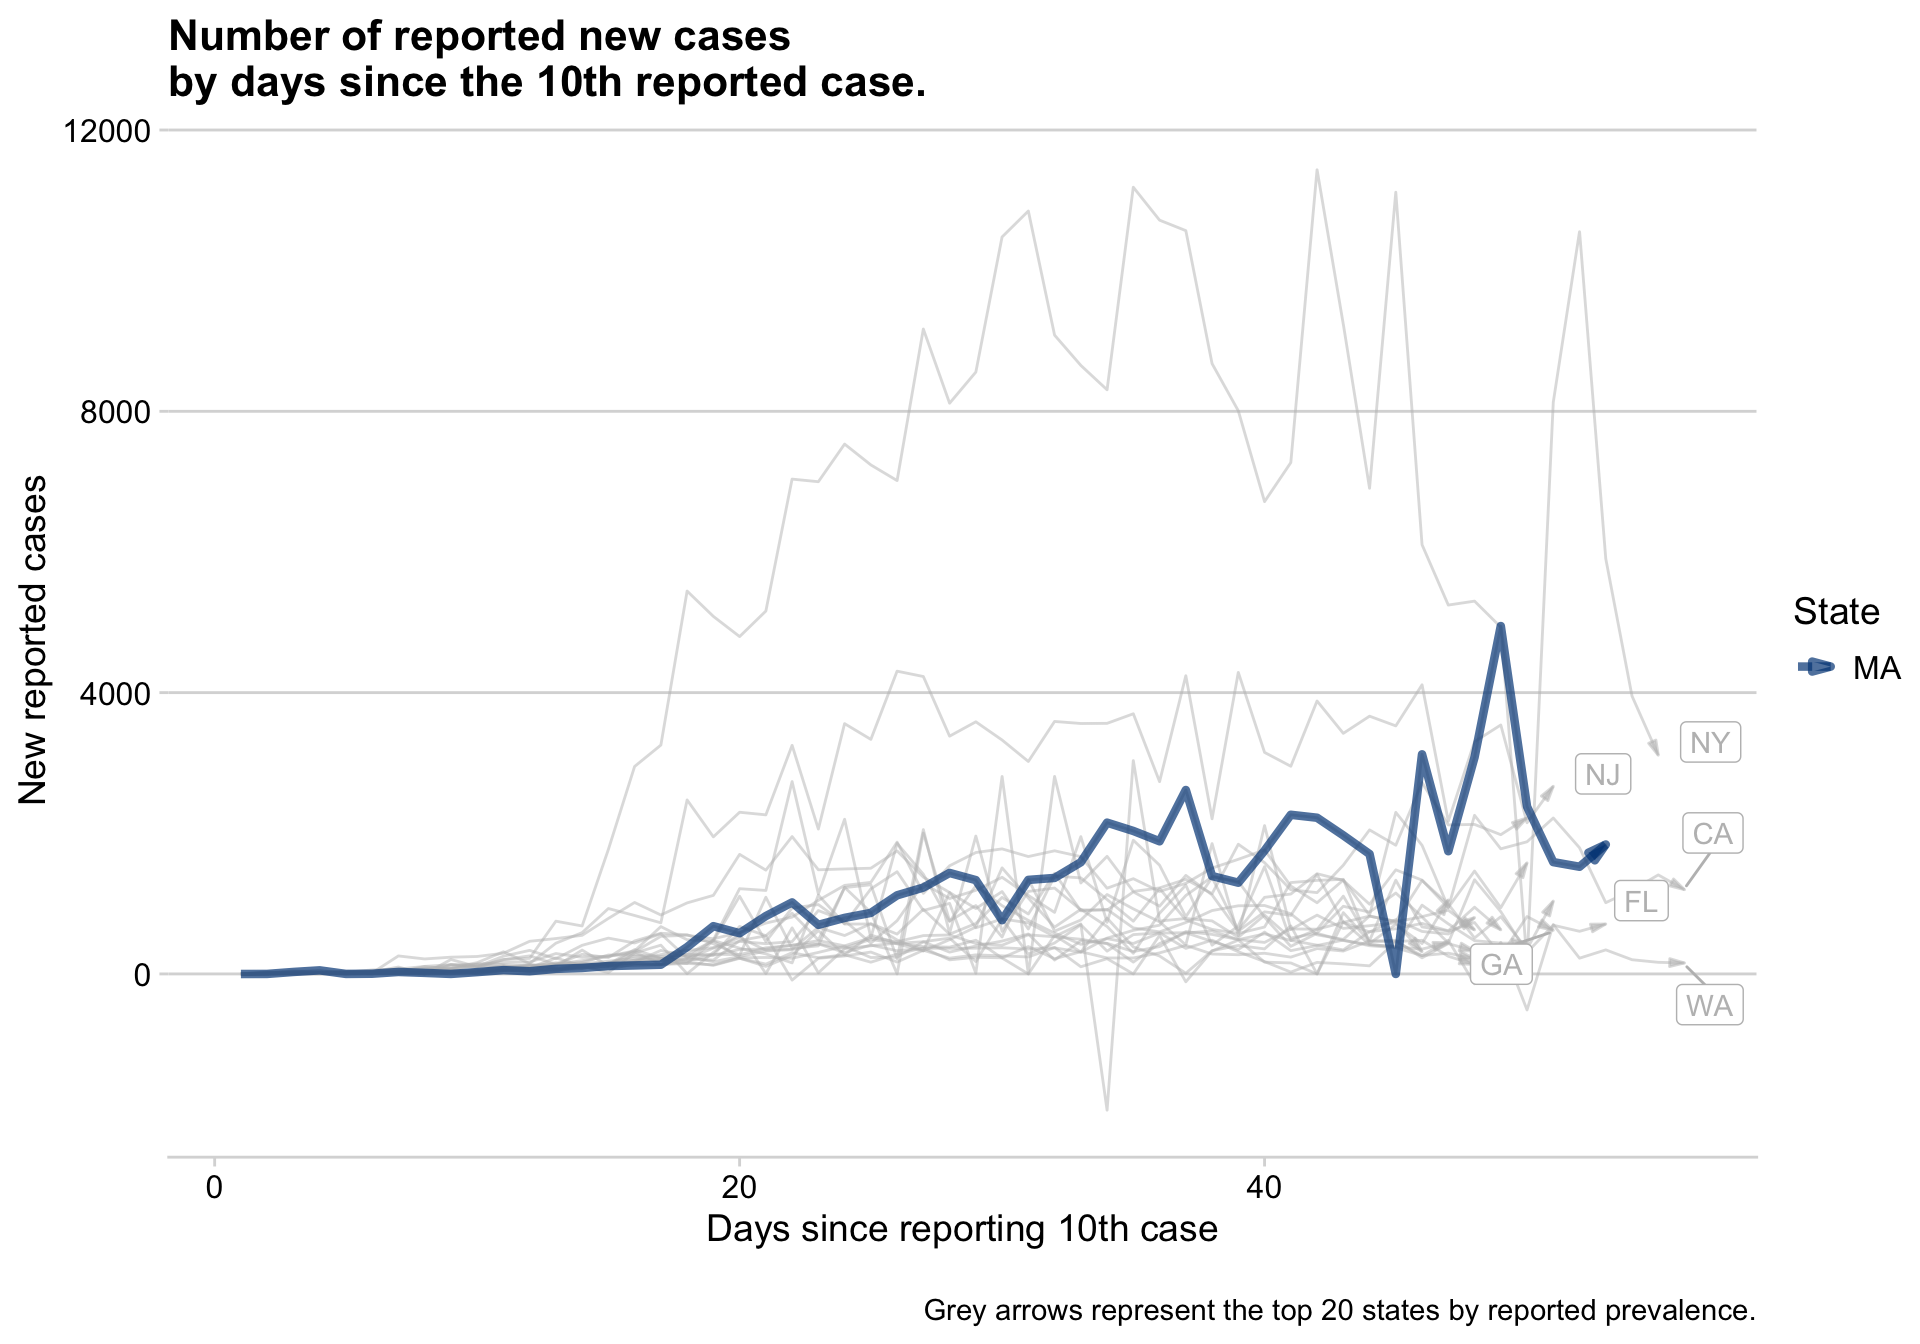 Number of reported new cases
by days since the 10th reported case.
12000
8000
4000
0
New reported cases
NY
NJ
CA
FL
GA
WA
State
MA
0
20
40
Days since reporting 10th case
Grey arrows represent the top 20 states by reported prevalence.